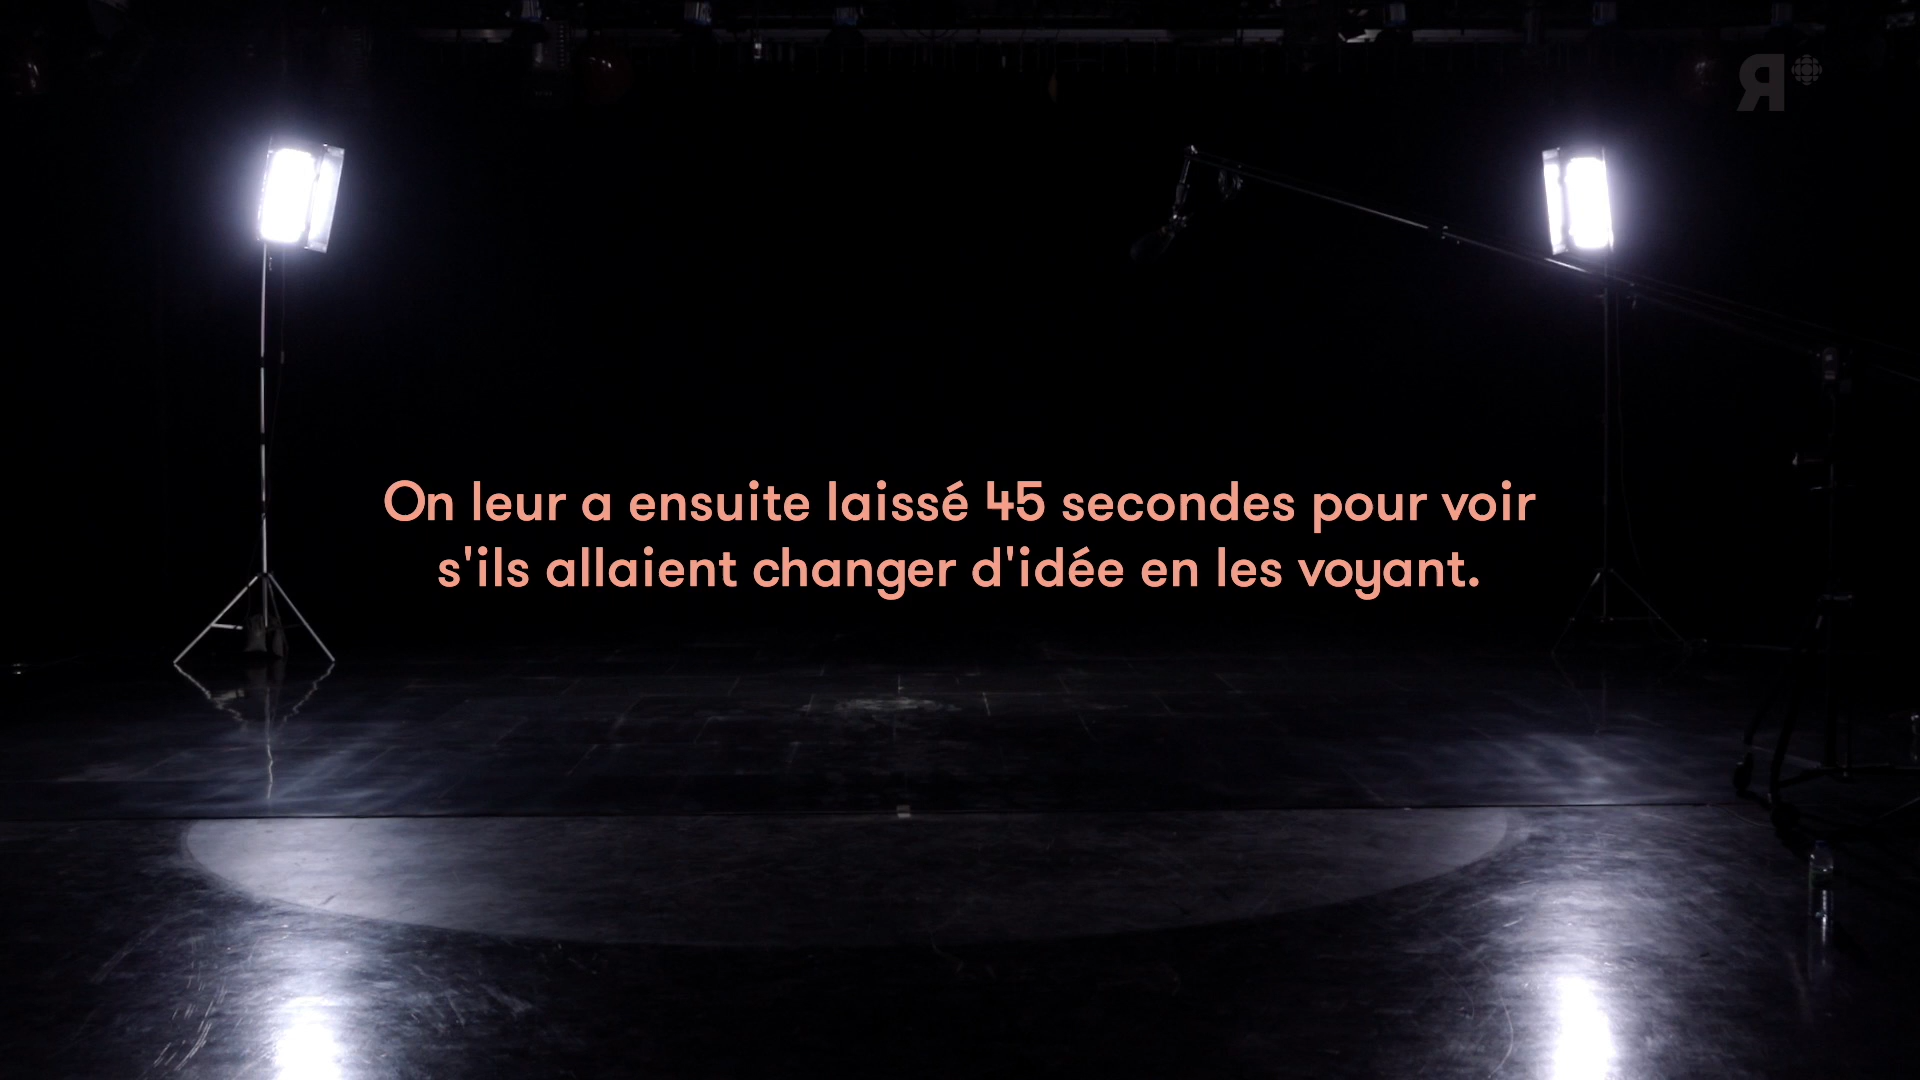 On leur a ensuite laissé 45 secondes pour voir
s'ils allaient changer d'idée en les voyant.